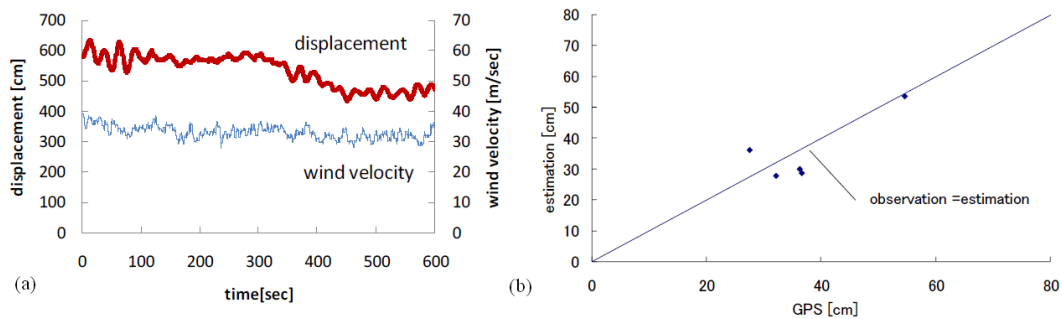 700
600
500
400
300
200
100
0
displacement [cm]
displacement
wind velocity
70
60
50
40
30
20
10
0
wind velocity [m/sec]
0 100 200 300 400 500 600
time[sec]
(a)
80
70
60
50
40
30
20
10
0
estimation [cm]
observation =estimation
0 20 40 60 80
GPS [cm]
(b)